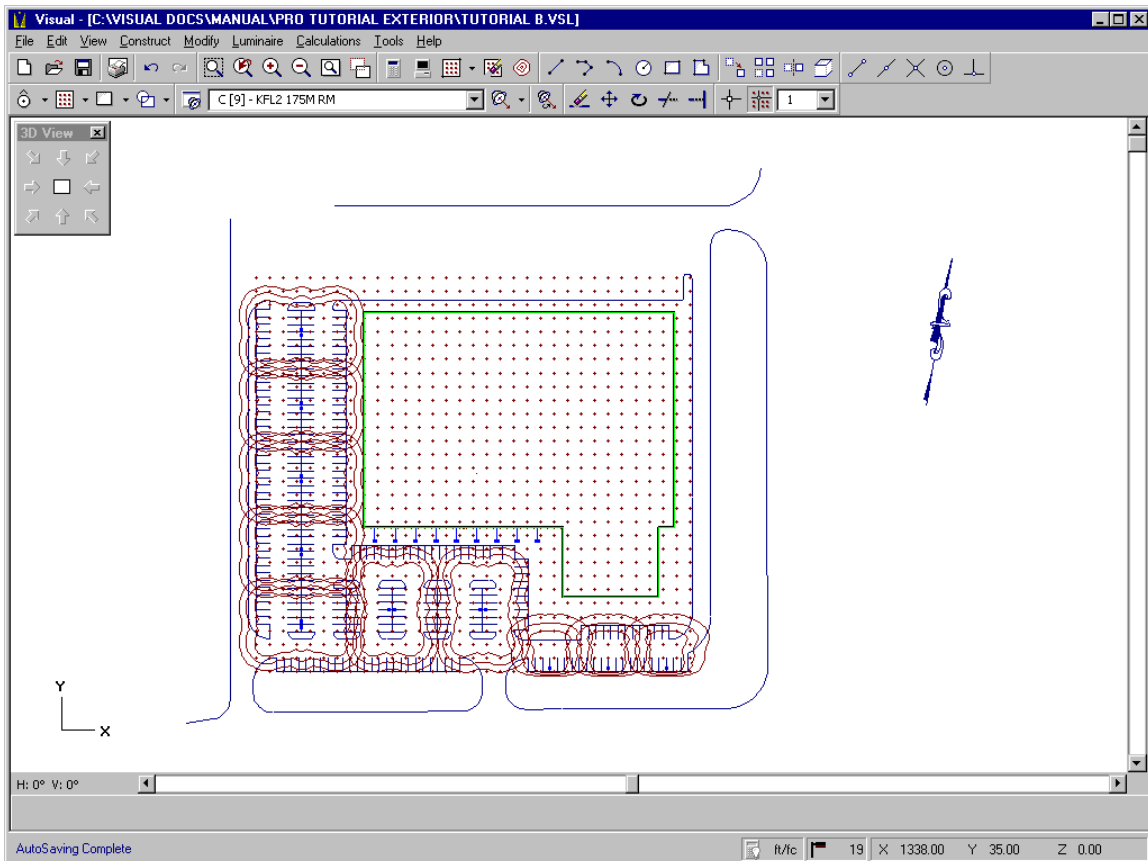 Visual - [C:\VISUAL DOCS\MANUAL\PRO TUTORIAL EXTERIOR\TUTORIAL B.VSL]
File Edit View Construct Modify Luminaire Calculations Tools Help
C [9] - KFL2 175M RM
1
3D View
Y
X
H: 0° V: 0°
AutoSaving Complete
ft/fc 19 X 1338.00 Y 35.00 Z 0.00